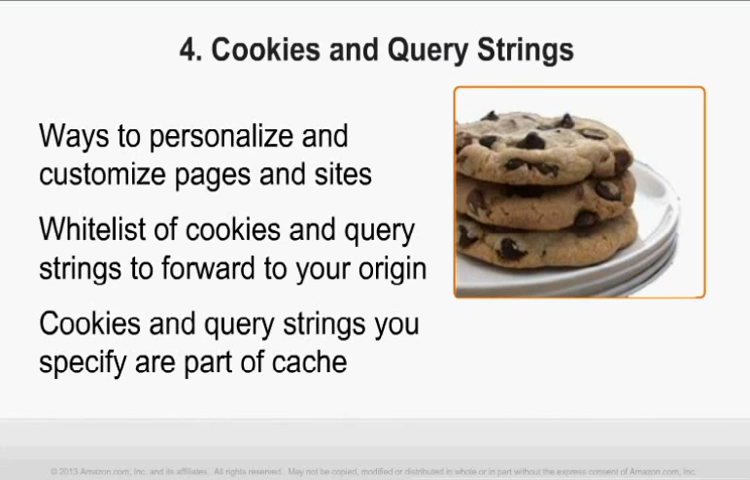 4. Cookies and Query Strings
Ways to personalize and
customize pages and sites
Whitelist of cookies and query
strings to forward to your origin
Cookies and query strings you
specify are part of cache
© 2013 Amazon.com, Inc. and its affiliates. All rights reserved. May not be copied, modified or distributed in whole or in part without the express consent of Amazon.com, Inc.